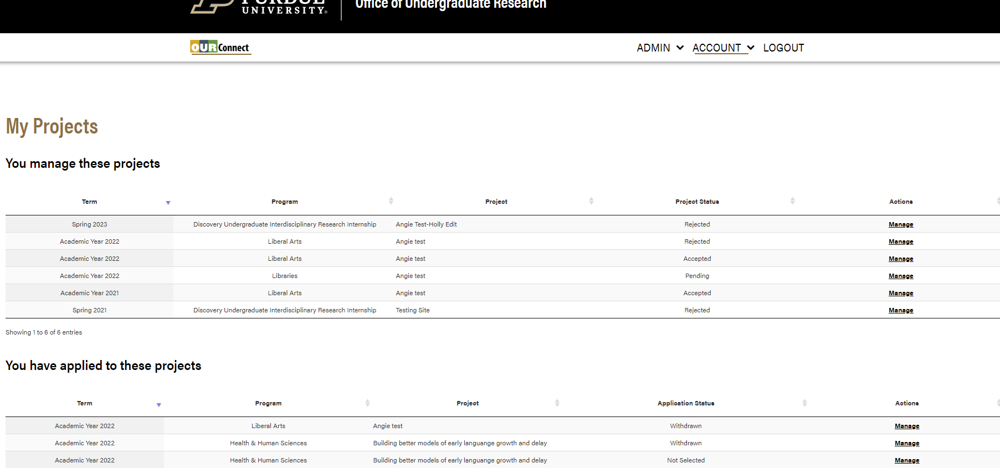 PURDUE
UNIVERSITY®
Office of Undergraduate Research
OURConnect
ADMIN ACCOUNT LOGOUT
My Projects
You manage these projects
Term Program Project Project Status Actions
Spring 2023 Discovery Undergraduate Interdisciplinary Research Internship Angie Test-Holly Edit Rejected Manage
Academic Year 2022 Liberal Arts Angie test Rejected Manage
Academic Year 2022 Liberal Arts Angie test Accepted Manage
Academic Year 2022 Libraries Angie test Pending Manage
Academic Year 2021 Liberal Arts Angie test Accepted Manage
Spring 2021 Discovery Undergraduate Interdisciplinary Research Internship Testing Site Rejected Manage
Showing 1 to 6 of 6 entries
You have applied to these projects
Term Program Project Application Status Actions
Academic Year 2022 Liberal Arts Angie test Withdrawn Manage
Academic Year 2022 Health & Human Sciences Building better models of early languange growth and delay Withdrawn Manage
Academic Year 2022 Health & Human Sciences Building better models of early languange growth and delay Not Selected Manage